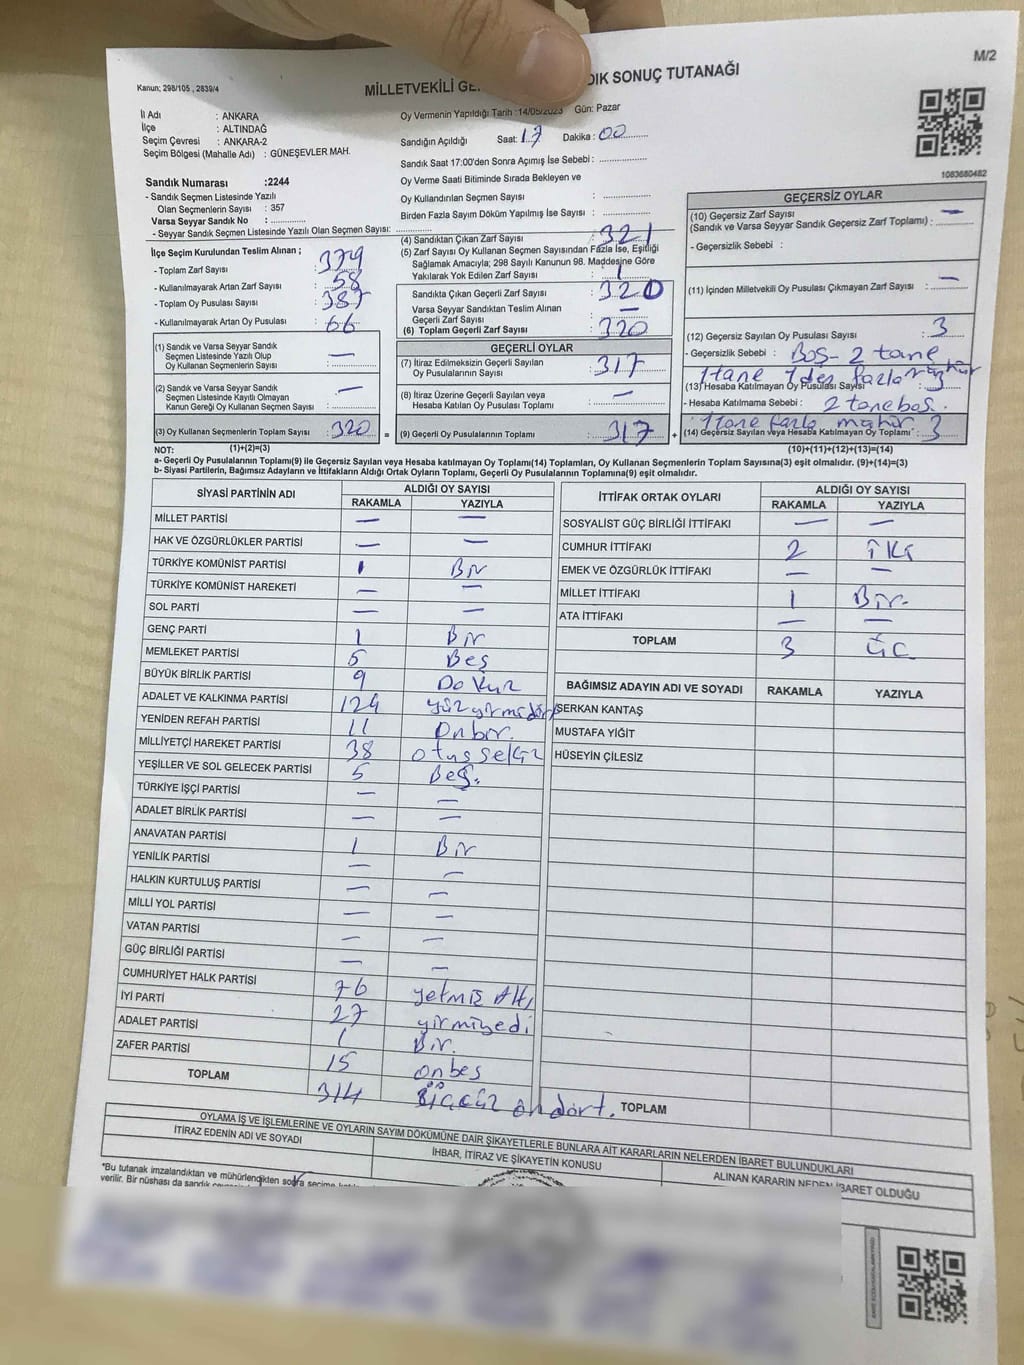 M/2
MİLLETVEKİLİ GE DIK SONUÇ TUTANAĞI
Kanun; 298/105 , 2839/4
İl Adı : ANKARA
İlçe : ALTINDAĞ
Seçim Çevresi : ANKARA-2
Seçim Bölgesi (Mahalle Adı) : GÜNEŞEVLER MAH.
Sandık Numarası :2244
- Sandık Seçmen Listesinde Yazılı
Olan Seçmenlerin Sayısı : 357
Varsa Seyyar Sandık No :
- Seyyar Sandık Seçmen Listesinde Yazılı Olan Seçmen Sayısı:
Oy Vermenin Yapıldığı Tarih : 14/05/2023 Gün: Pazar
Sandığın Açıldığı Saat: 17 Dakika : 00
Sandık Saat 17:00'den Sonra Açımış İse Sebebi :
Oy Verme Saati Bitiminde Sırada Bekleyen ve
Oy Kullandırılan Seçmen Sayısı :
Birden Fazla Sayım Döküm Yapılmış İse Sayısı :
1083680482
İlçe Seçim Kurulundan Teslim Alınan ;
- Toplam Zarf Sayısı : 379
- Kullanılmayarak Artan Zarf Sayısı : 58
- Toplam Oy Pusulası Sayısı : 387
- Kullanılmayarak Artan Oy Pusulası : 66
(1) Sandık ve Varsa Seyyar Sandık
Seçmen Listesinde Yazılı Olup
Oy Kullanan Seçmen Sayısı : —
(2) Sandık ve Varsa Seyyar Sandık
Seçmen Listesinde Kayıtlı Olmayan
Kanun Gereği Oy Kullanan Seçmen Sayısı : —
(3) Oy Kullanan Seçmenlerin Toplam Sayısı : 320
(1)+(2)=(3)
(4) Sandıktan Çıkan Zarf Sayısı : 321
(5) Zarf Sayısı Oy Kullanan Seçmen Sayısından Fazla İse, Eşitliği
Sağlamak Amacıyla; 298 Sayılı Kanunun 98. Maddesine Göre
Yakılarak Yok Edilen Zarf Sayısı : 1
Sandıkta Çıkan Geçerli Zarf Sayısı : 320
Varsa Seyyar Sandıktan Teslim Alınan
Geçerli Zarf Sayısı : —
(6) Toplam Geçerli Zarf Sayısı : 320
GEÇERLİ OYLAR
(7) İtiraz Edilmeksizin Geçerli Sayılan
Oy Pusulalarının Sayısı : 317
(8) İtiraz Üzerine Geçerli Sayılan veya
Hesaba Katılan Oy Pusulası Toplamı : —
= (9) Geçerli Oy Pusulalarının Toplamı : 317 +
GEÇERSİZ OYLAR
(10) Geçersiz Zarf Sayısı —
(Sandık ve Varsa Seyyar Sandık Geçersiz Zarf Toplamı) :
- Geçersizlik Sebebi :
(11) İçinden Milletvekili Oy Pusulası Çıkmayan Zarf Sayısı : —
(12) Geçersiz Sayılan Oy Pusulası Sayısı : 3
- Geçersizlik Sebebi : Boş- 2 tane
1 tane fazla mühür
(13) Hesaba Katılmayan Oy Pusulası Sayısı : 3
- Hesaba Katılmama Sebebi : 2 tane boş.
1 tane fazla mühür
(14) Geçersiz Sayılan veya Hesaba Katılmayan Oy Toplamı : 3
(10)+(11)+(12)+(13)=(14)
NOT:
a- Geçerli Oy Pusulalarının Toplamı(9) ile Geçersiz Sayılan veya Hesaba katılmayan Oy Toplamı(14) Toplamları, Oy Kullanan Seçmenlerin Toplam Sayısına(3) eşit olmalıdır. (9)+(14)=(3)
b- Siyasi Partilerin, Bağımsız Adayların ve İttifakların Aldığı Ortak Oyların Toplamı, Geçerli Oy Pusulalarının Toplamına(9) eşit olmalıdır.
SİYASİ PARTİNİN ADI ALDIĞI OY SAYISI
RAKAMLA YAZIYLA
MİLLET PARTİSİ — —
HAK VE ÖZGÜRLÜKLER PARTİSİ — —
TÜRKİYE KOMÜNİST PARTİSİ 1 Bir
TÜRKİYE KOMÜNİST HAREKETİ — —
SOL PARTİ — —
GENÇ PARTİ 1 Bir
MEMLEKET PARTİSİ 5 Beş
BÜYÜK BİRLİK PARTİSİ 9 Dokuz
ADALET VE KALKINMA PARTİSİ 124 yüzyirmidört
YENİDEN REFAH PARTİSİ 11 Onbir.
MİLLİYETÇİ HAREKET PARTİSİ 38 otuzsekiz
YEŞİLLER VE SOL GELECEK PARTİSİ 5 Beş.
TÜRKİYE İŞÇİ PARTİSİ — —
ADALET BİRLİK PARTİSİ — —
ANAVATAN PARTİSİ 1 Bir
YENİLİK PARTİSİ — —
HALKIN KURTULUŞ PARTİSİ — —
MİLLİ YOL PARTİSİ — —
VATAN PARTİSİ — —
GÜÇ BİRLİĞİ PARTİSİ — —
CUMHURİYET HALK PARTİSİ 76 yetmiş Altı
İYİ PARTİ 27 yirmiyedi
ADALET PARTİSİ 1 Bir.
ZAFER PARTİSİ 15 onbeş
TOPLAM 314 üçyüz ondört.
İTTİFAK ORTAK OYLARI ALDIĞI OY SAYISI
RAKAMLA YAZIYLA
SOSYALİST GÜÇ BİRLİĞİ İTTİFAKI — —
CUMHUR İTTİFAKI 2 iki
EMEK VE ÖZGÜRLÜK İTTİFAKI — —
MİLLET İTTİFAKI 1 Bir.
ATA İTTİFAKI — —
TOPLAM 3 Üç
BAĞIMSIZ ADAYIN ADI VE SOYADI RAKAMLA YAZIYLA
SERKAN KANTAŞ
MUSTAFA YİĞİT
HÜSEYİN ÇİLESİZ
TOPLAM
OYLAMA İŞ VE İŞLEMLERİNE VE OYLARIN SAYIM DÖKÜMÜNE DAİR ŞİKAYETLERLE BUNLARA AİT KARARLARIN NELERDEN İBARET BULUNDUKLARI
İTİRAZ EDENİN ADI VE SOYADI İHBAR, İTİRAZ VE ŞİKAYETİN KONUSU ALINAN KARARIN NEDEN İBARET OLDUĞU
*Bu tutanak imzalandıktan ve mühürlendikten sonra seçime
verilir. Bir nüshası da sandık